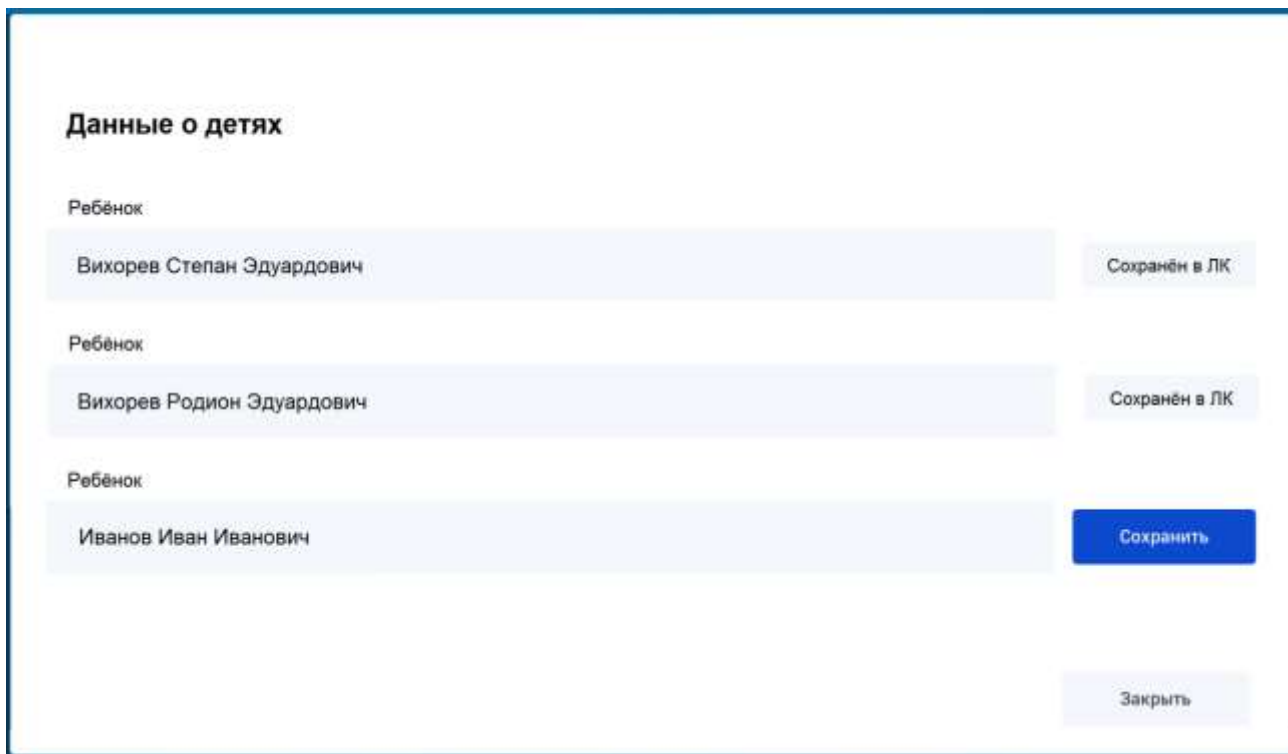 Данные о детях
Ребёнок
Вихорев Степан Эдуардович
Сохранён в ЛК
Ребёнок
Вихорев Родион Эдуардович
Сохранён в ЛК
Ребёнок
Иванов Иван Иванович
Сохранить
Закрыть